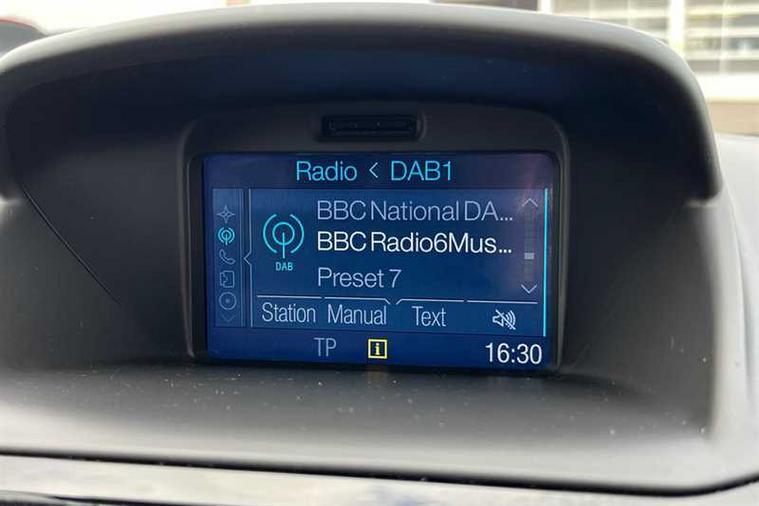 Radio < DAB1
BBC National DA...
BBC Radio6Mus...
DAB
Preset 7
Station Manual Text
TP i 16:30